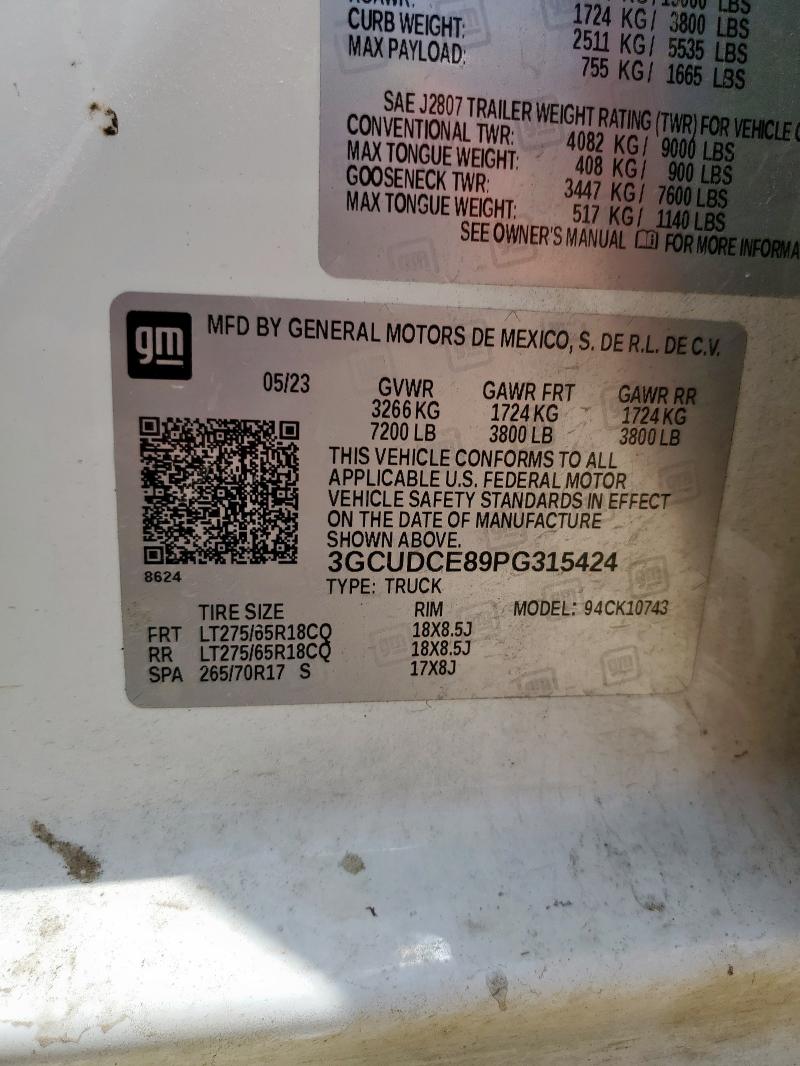 15000 LBS
1724 KG/ 3800 LBS
CURB WEIGHT: 2511 KG/ 5535 LBS
MAX PAYLOAD: 755 KG/ 1665 LBS
SAE J2807 TRAILER WEIGHT RATING (TWR) FOR VEHICLE
CONVENTIONAL TWR: 4082 KG/ 9000 LBS
MAX TONGUE WEIGHT: 408 KG/ 900 LBS
GOOSENECK TWR: 3447 KG/ 7600 LBS
MAX TONGUE WEIGHT: 517 KG/ 1140 LBS
SEE OWNER'S MANUAL FOR MORE INFORMA
gm
MFD BY GENERAL MOTORS DE MEXICO, S. DE R.L. DE C.V.
05/23 GVWR GAWR FRT GAWR RR
3266 KG 1724 KG 1724 KG
7200 LB 3800 LB 3800 LB
THIS VEHICLE CONFORMS TO ALL
APPLICABLE U.S. FEDERAL MOTOR
VEHICLE SAFETY STANDARDS IN EFFECT
ON THE DATE OF MANUFACTURE
SHOWN ABOVE.
3GCUDCE89PG315424
8624
TYPE: TRUCK
TIRE SIZE RIM MODEL: 94CK10743
FRT LT275/65R18CQ 18X8.5J
RR LT275/65R18CQ 18X8.5J
SPA 265/70R17 S 17X8J